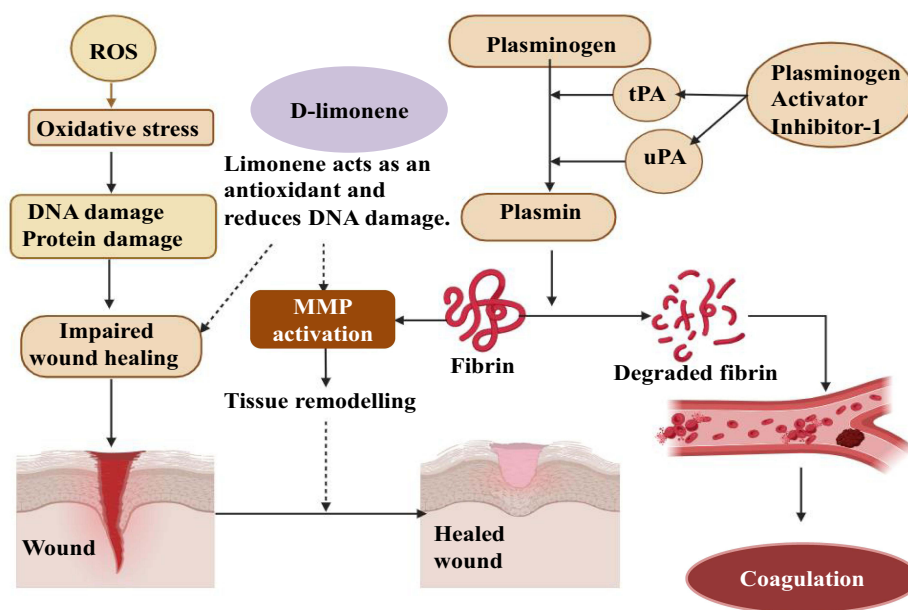 ROS
Oxidative stress
DNA damage
Protein damage
Impaired
wound healing
Wound
D-limonene
Limonene acts as an
antioxidant and
reduces DNA damage.
MMP
activation
Tissue remodelling
Healed
wound
Plasminogen
tPA
uPA
Plasminogen
Activator
Inhibitor-1
Plasmin
Fibrin
Degraded fibrin
Coagulation